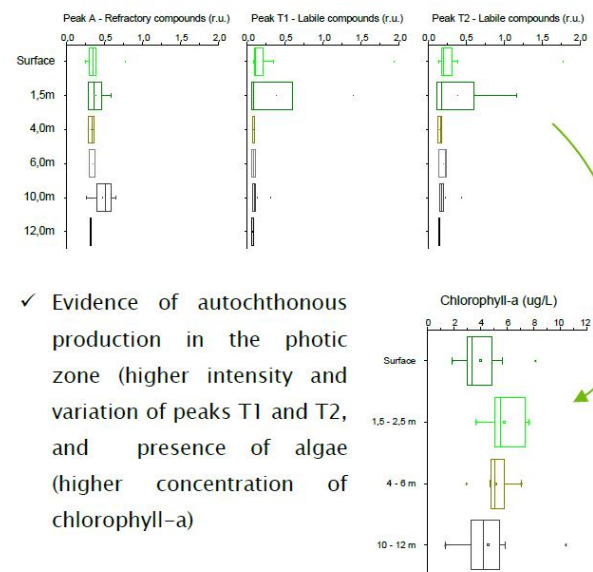 Peak A - Refractory compounds (r.u.)
0,0 0,5 1,0 1,5 2,0
Peak T1 - Labile compounds (r.u.)
0,0 0,5 1,0 1,5 2,0
Peak T2 - Labile compounds (r.u.)
0,0 0,5 1,0 1,5 2,0
Surface
1,5m
4,0m
6,0m
10,0m
12,0m
✓ Evidence of autochthonous
production in the photic
zone (higher intensity and
variation of peaks T1 and T2,
and presence of algae
(higher concentration of
chlorophyll-a)
Chlorophyll-a (ug/L)
0 2 4 6 8 10 12
Surface
1,5 - 2,5 m
4 - 6 m
10 - 12 m